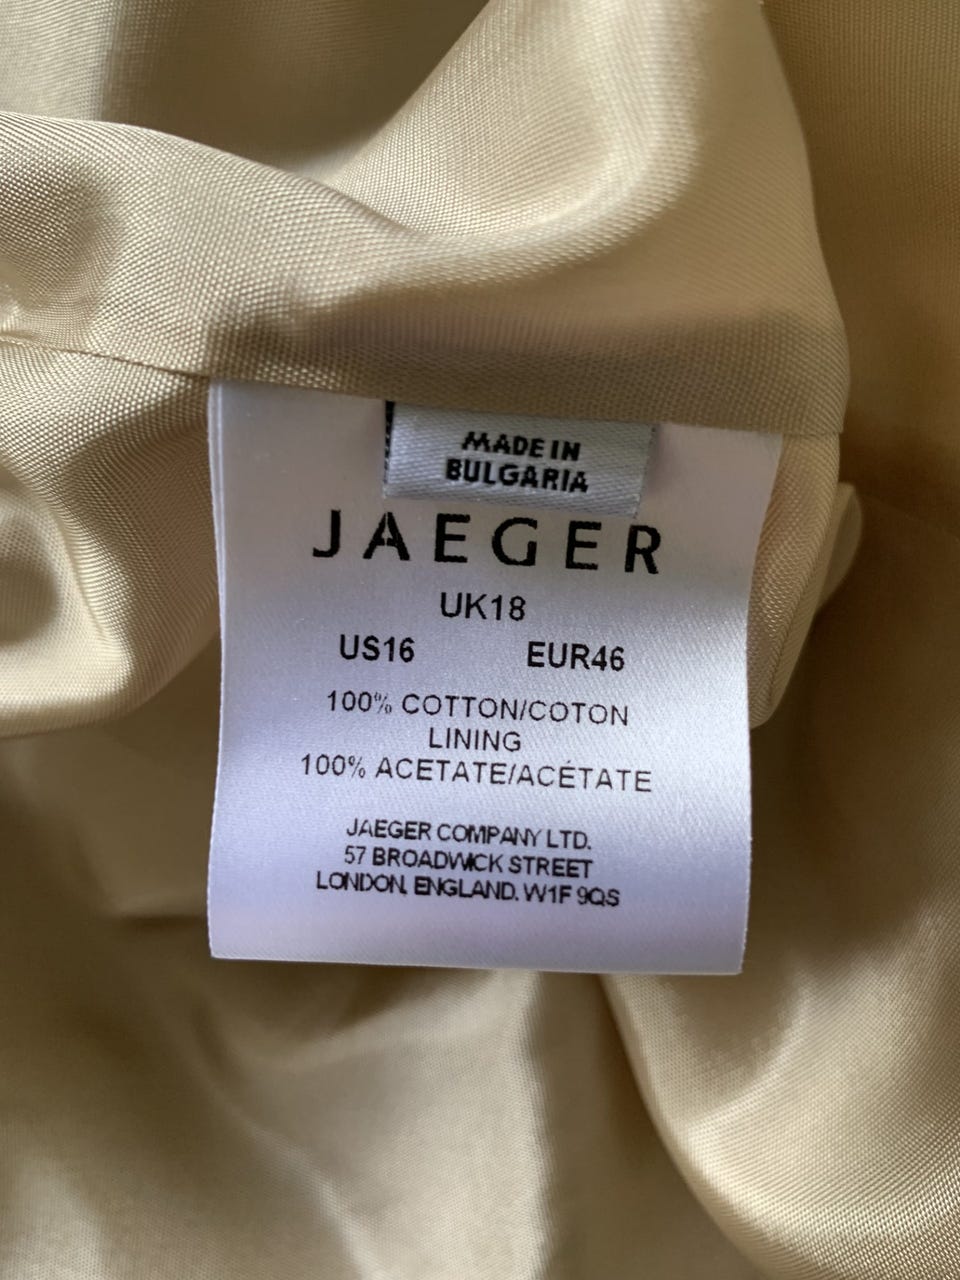 MADE IN
BULGARIA
JAEGER
UK18
US16 EUR46
100% COTTON/COTON
LINING
100% ACETATE/ACÉTATE
JAEGER COMPANY LTD.
57 BROADWICK STREET
LONDON, ENGLAND. W1F 9QS